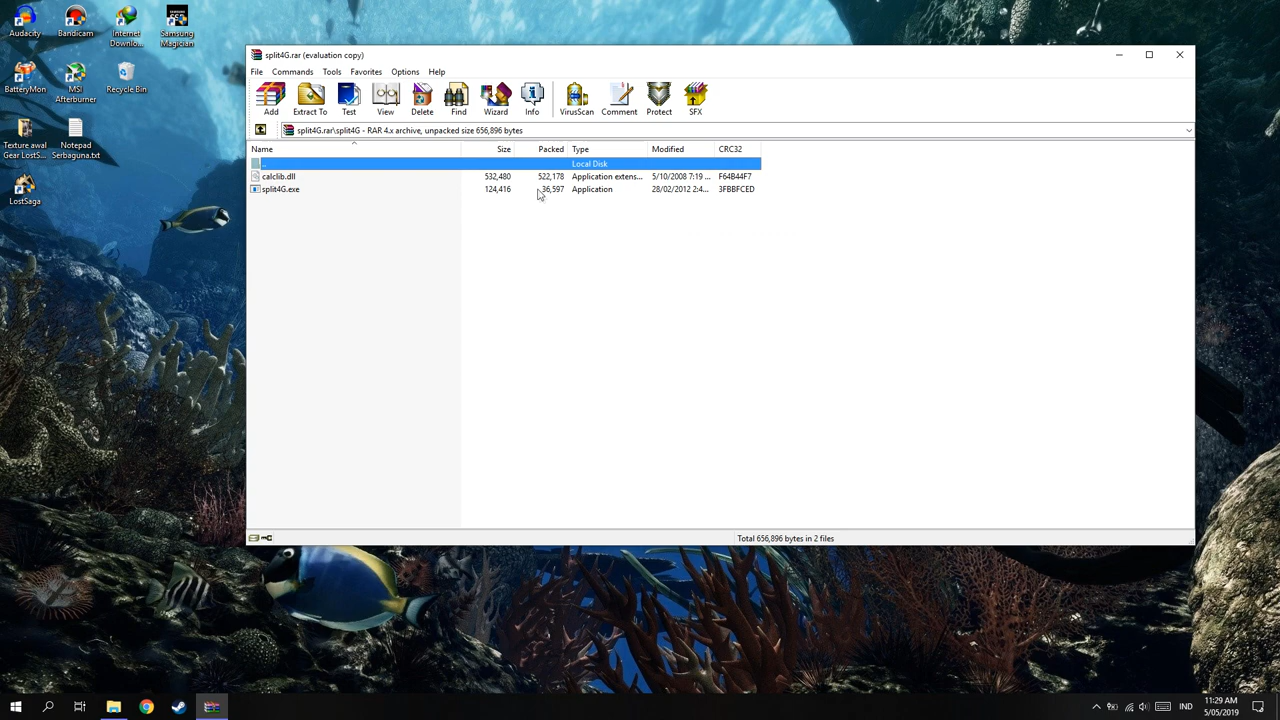 Audacity
Bandicam
Internet
Downlo...
Samsung
Magician
BatteryMon
MSI
Afterburner
Recycle Bin
Texture awal
Gear LostS...
Notepad
Serbaguna.txt
LostSaga
split4G.rar (evaluation copy)
File Commands Tools Favorites Options Help
Add Extract To Test View Delete Find Wizard Info VirusScan Comment Protect SFX
split4G.rar\split4G - RAR 4.x archive, unpacked size 656,896 bytes
Name Size Packed Type Modified CRC32
.. Local Disk
calclib.dll 532,480 522,178 Application extens... 5/10/2008 7:19 ... F64B44F7
split4G.exe 124,416 36,597 Application 28/02/2012 2:4... 3FBBFCED
Total 656,896 bytes in 2 files
IND
11:29 AM
5/05/2019